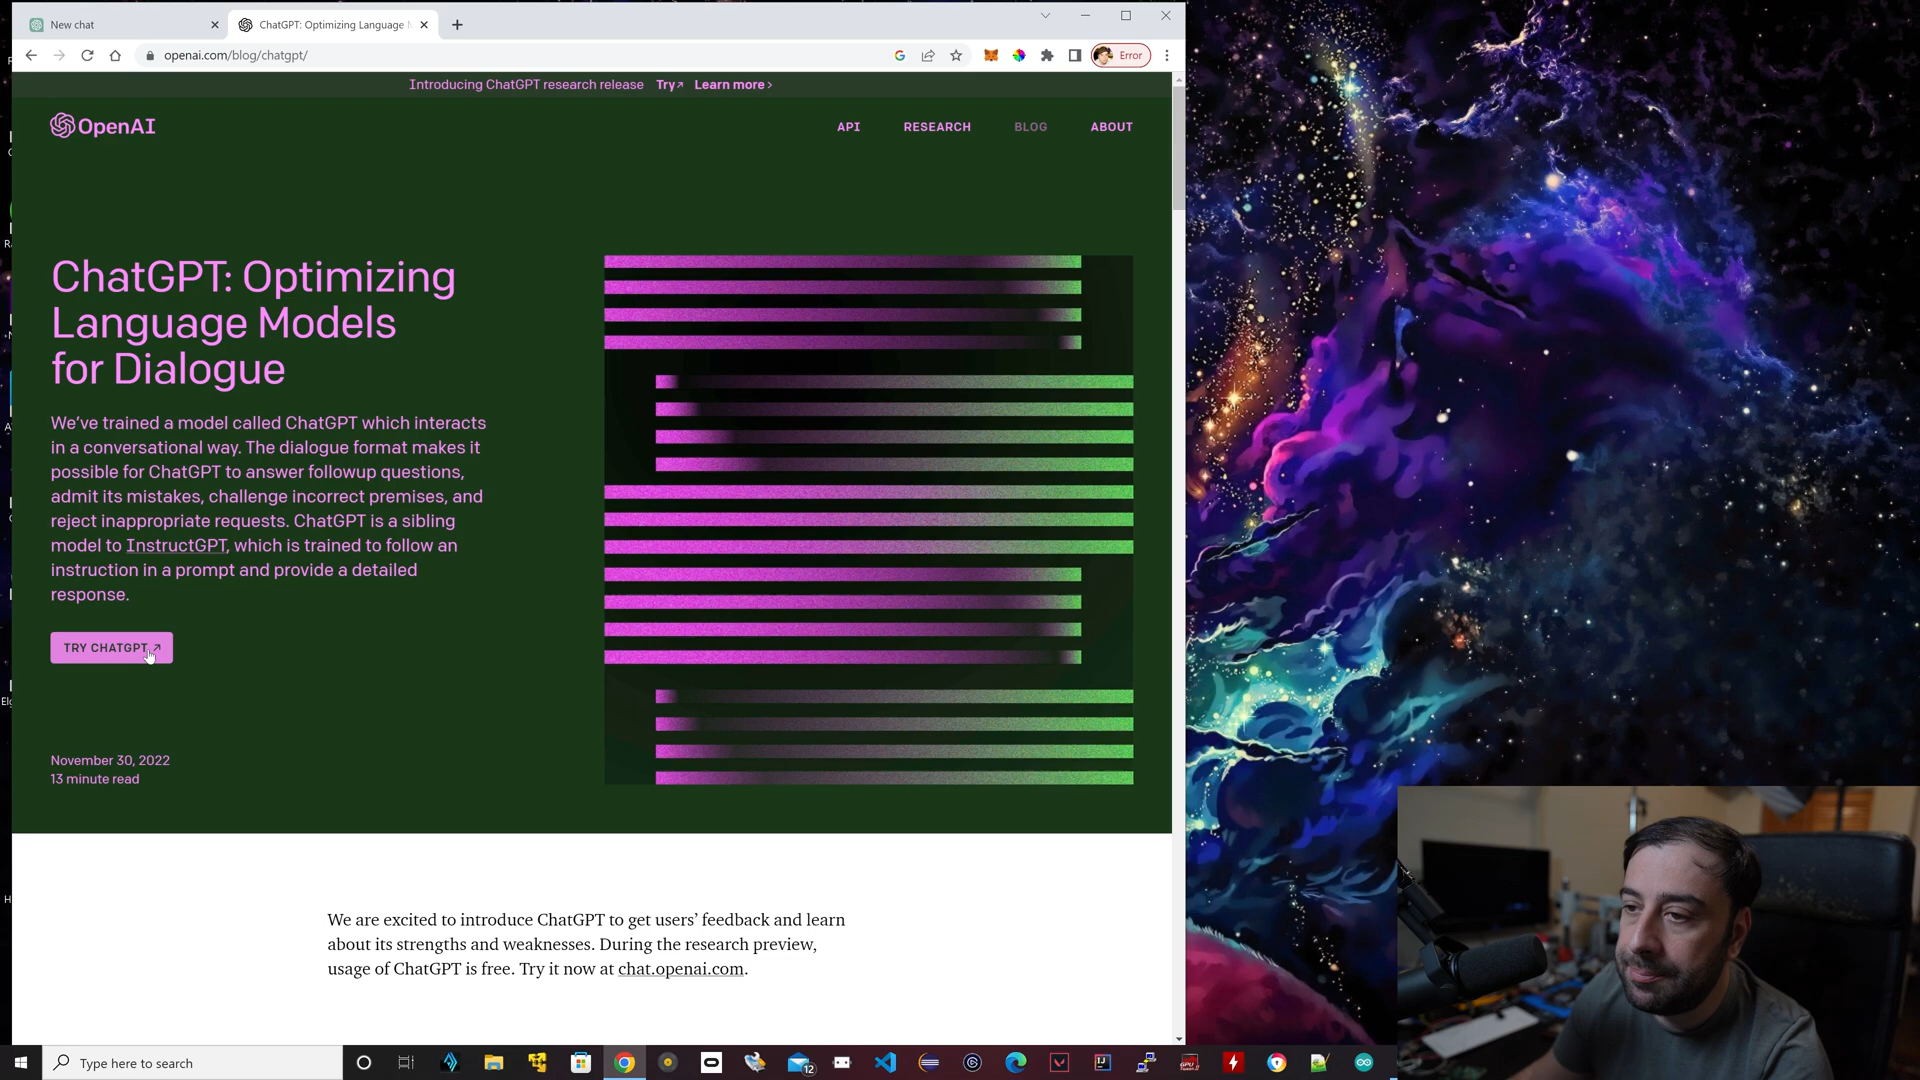 New chat
ChatGPT: Optimizing Language
openai.com/blog/chatgpt/
Error
Introducing ChatGPT research release Try↗ Learn more ›
OpenAI
API RESEARCH BLOG ABOUT
ChatGPT: Optimizing
Language Models
for Dialogue
We’ve trained a model called ChatGPT which interacts
in a conversational way. The dialogue format makes it
possible for ChatGPT to answer followup questions,
admit its mistakes, challenge incorrect premises, and
reject inappropriate requests. ChatGPT is a sibling
model to InstructGPT, which is trained to follow an
instruction in a prompt and provide a detailed
response.
TRY CHATGPT ↗
November 30, 2022
13 minute read
We are excited to introduce ChatGPT to get users’ feedback and learn
about its strengths and weaknesses. During the research preview,
usage of ChatGPT is free. Try it now at chat.openai.com.
Type here to search
12